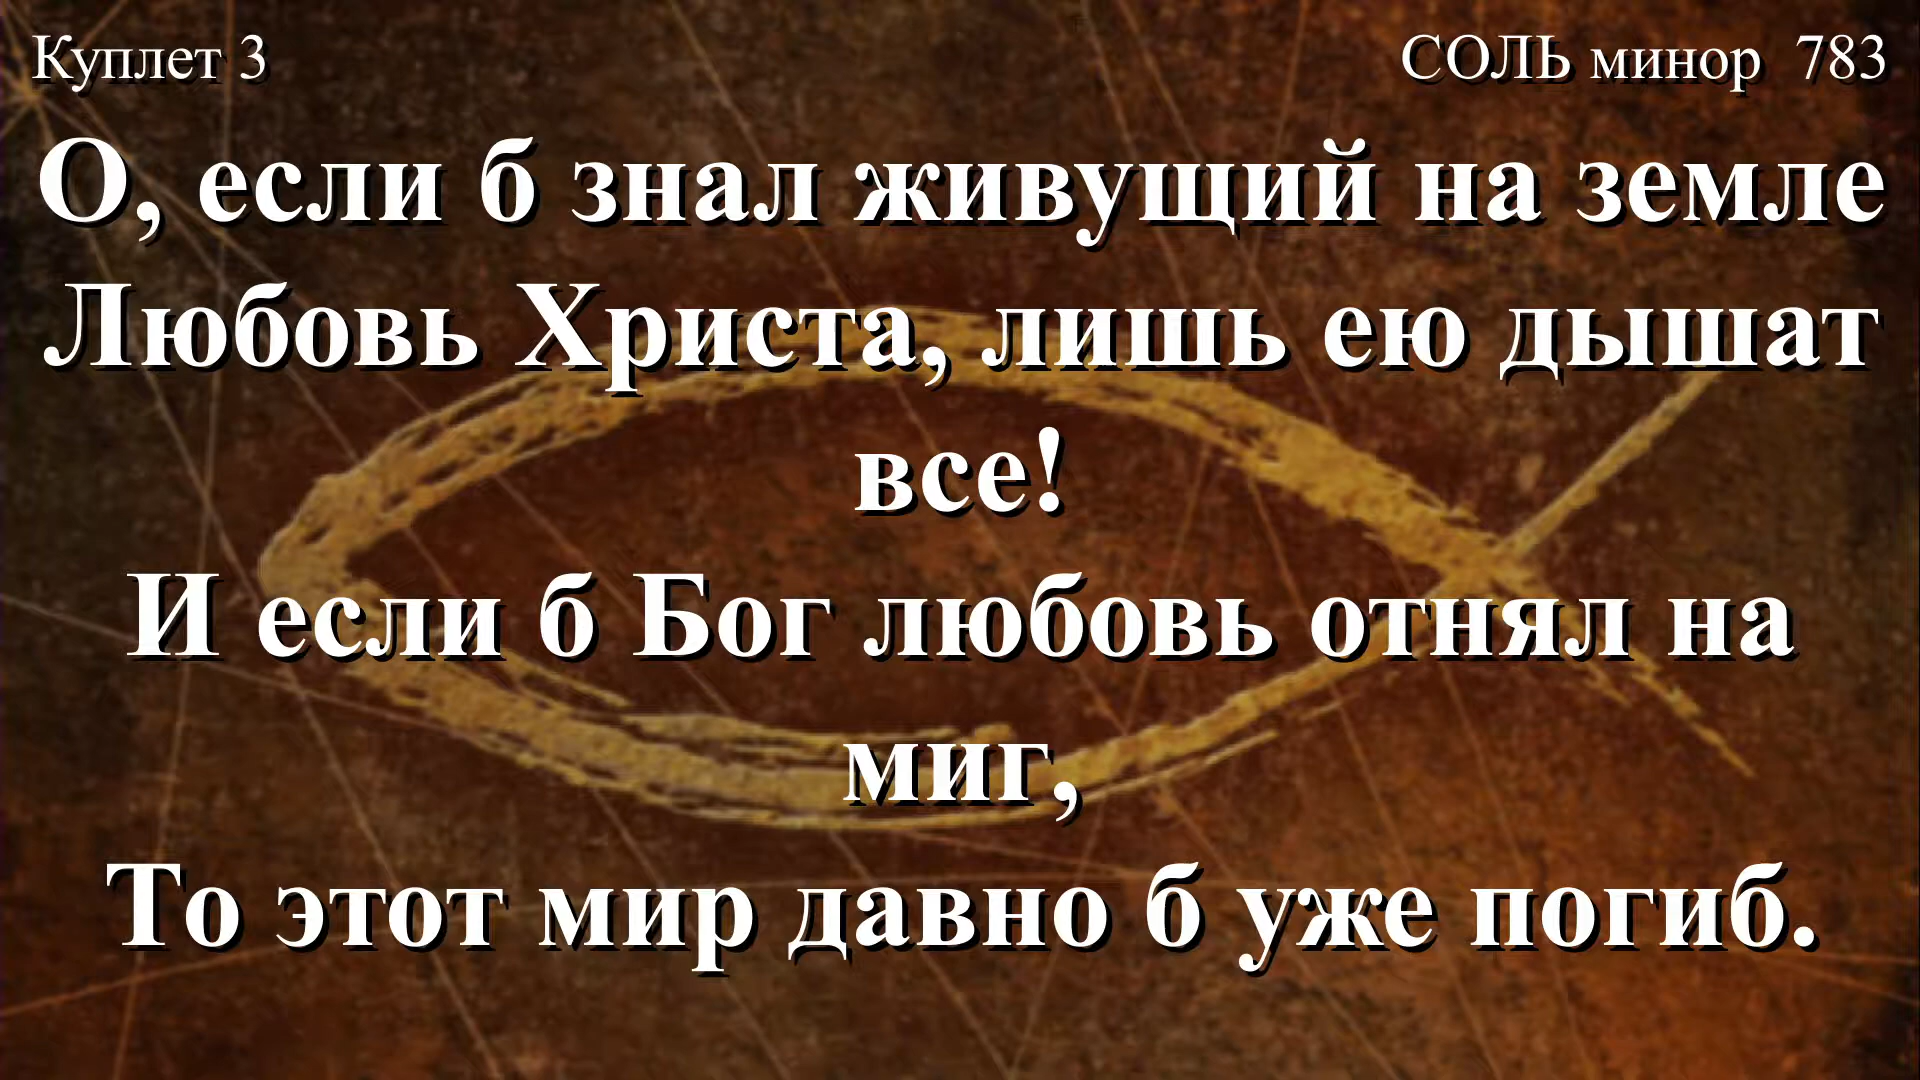 Куплет 3
СОЛЬ минор 783
О, если б знал живущий на земле
Любовь Христа, лишь ею дышат
все!
И если б Бог любовь отнял на
миг,
То этот мир давно б уже погиб.